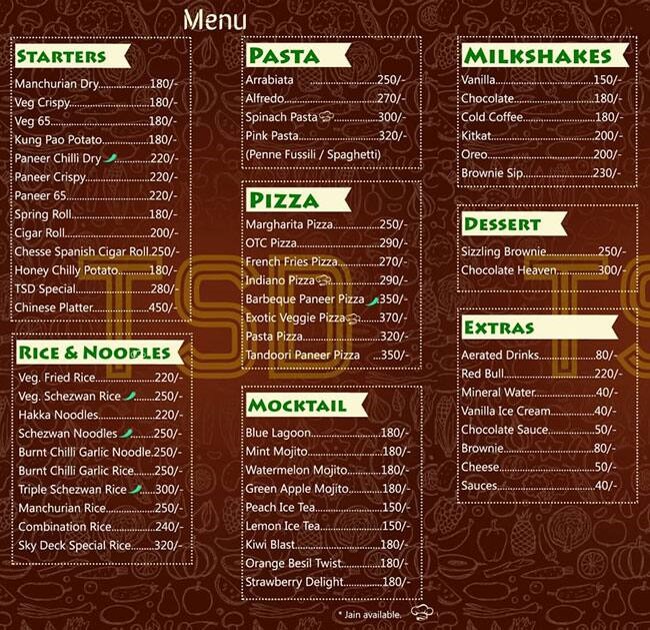 Menu
STARTERS
Manchurian Dry...............180/-
Veg Crispy.......................180/-
Veg 65.............................180/-
Kung Pao Potato.............180/-
Paneer Chilli Dry ........220/-
Paneer Crispy..................220/-
Paneer 65........................220/-
Spring Roll.......................180/-
Cigar Roll.........................200/-
Chesse Spanish Cigar Roll.250/-
Honey Chilly Potato.........180/-
TSD Special......................280/-
Chinese Platter................450/-
RICE & NOODLES
Veg. Fried Rice.................220/-
Veg. Schezwan Rice .....250/-
Hakka Noodles................220/-
Schezwan Noodles ......250/-
Burnt Chilli Garlic Noodle.250/-
Burnt Chilli Garlic Rice......250/-
Triple Schezwan Rice ....300/-
Manchurian Rice..............250/-
Combination Rice............240/-
Sky Deck Special Rice.......320/-
PASTA
Arrabiata ....................250/-
Alfredo............................270/-
Spinach Pasta .............300/-
Pink Pasta........................320/-
(Penne Fussili / Spaghetti)
PIZZA
Margharita Pizza..............250/-
OTC Pizza........................290/-
French Fries Pizza............270/-
Indiano Pizza ..............290/-
Barbeque Paneer Pizza 350/-
Exotic Veggie Pizza .....370/-
Pasta Pizza.......................320/-
Tandoori Paneer Pizza ....350/-
MOCKTAIL
Blue Lagoon.....................180/-
Mint Mojito......................180/-
Watermelon Mojito.........180/-
Green Apple Mojito.........180/-
Peach Ice Tea...................150/-
Lemon Ice Tea..................150/-
Kiwi Blast.........................180/-
Orange Besil Twist...........180/-
Strawberry Delight...........180/-
* Jain available.
MILKSHAKES
Vanilla..............................150/-
Chocolate........................180/-
Cold Coffee.....................180/-
Kitkat...............................200/-
Oreo................................200/-
Brownie Sip.....................230/-
DESSERT
Sizzling Brownie...............250/-
Chocolate Heaven............300/-
EXTRAS
Aerated Drinks.................80/-
Red Bull...........................220/-
Mineral Water..................40/-
Vanilla Ice Cream.............40/-
Chocolate Sauce..............50/-
Brownie...........................80/-
Cheese............................50/-
Sauces.............................40/-
TSD
TS